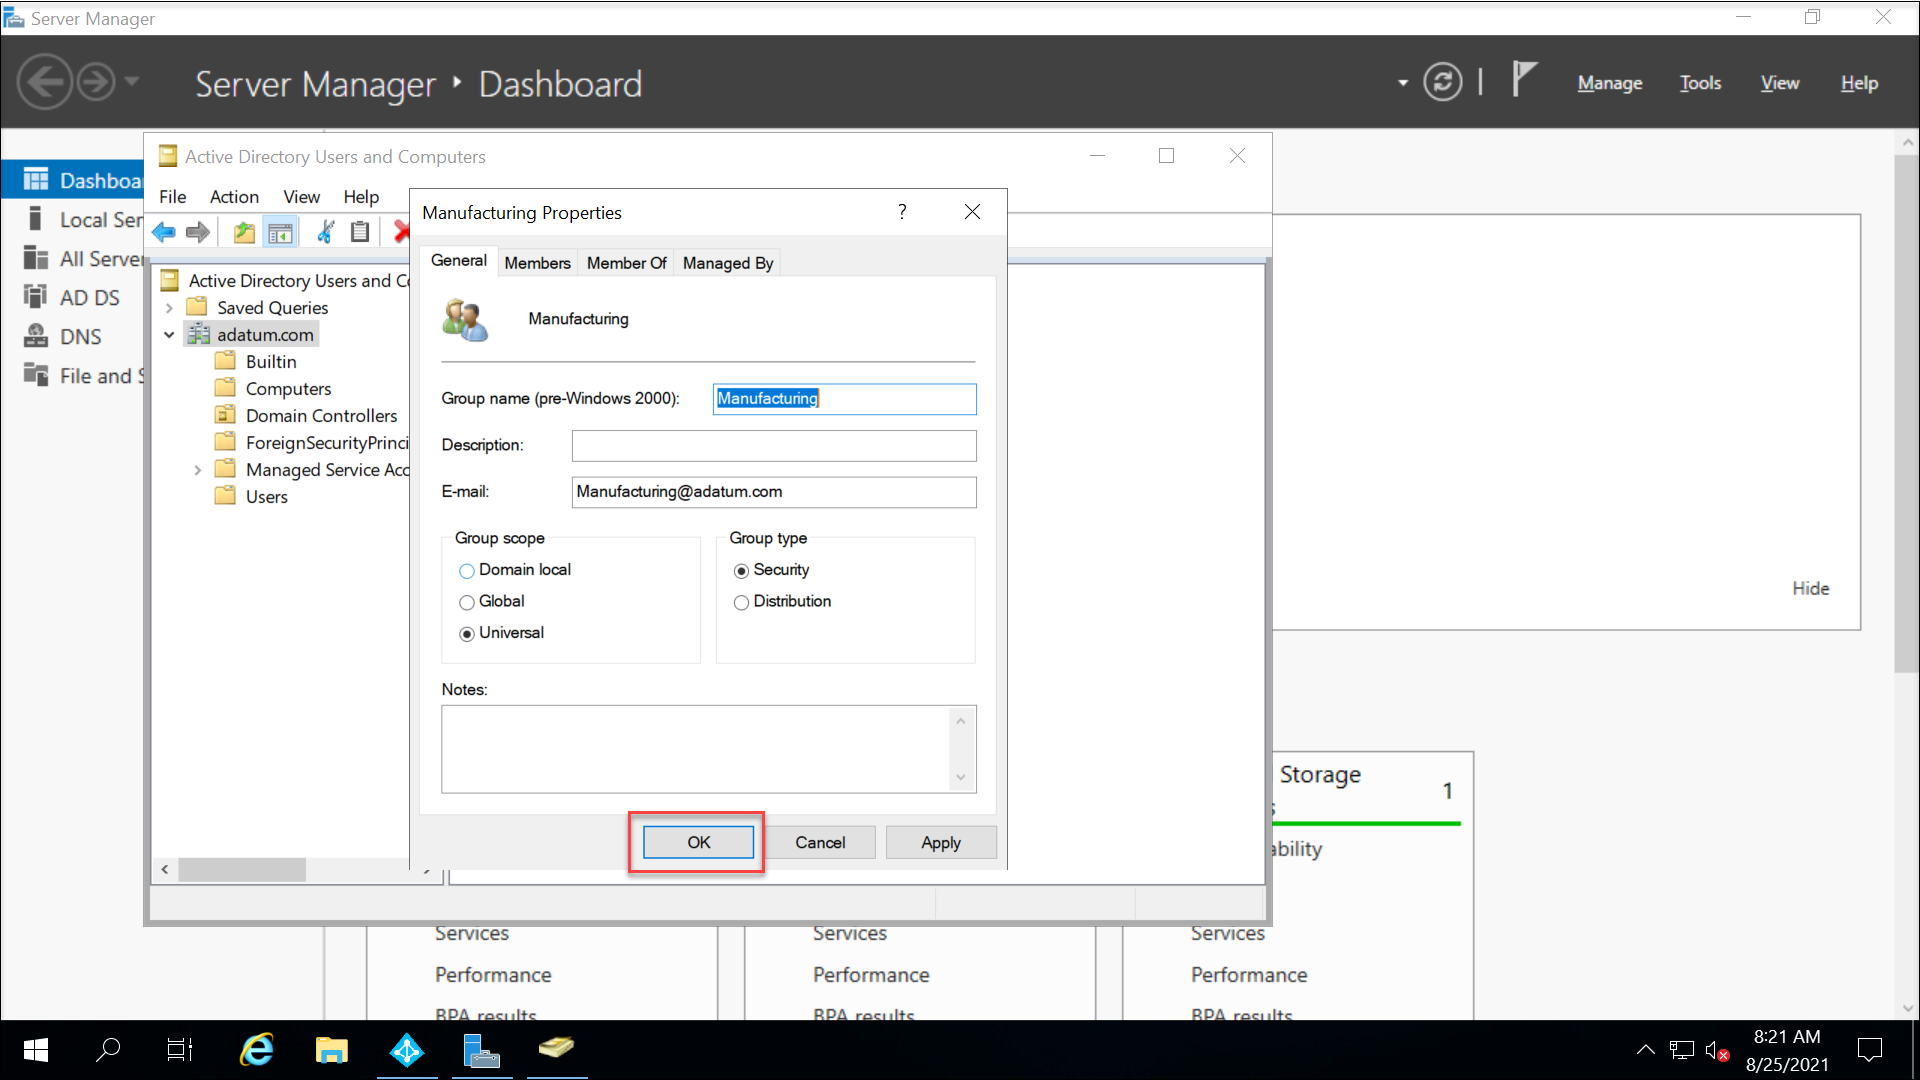 Server Manager
Server Manager ‣ Dashboard
Manage Tools View Help
Dashboa
Local Ser
All Server
AD DS
DNS
File and S
Active Directory Users and Computers
File Action View Help
Active Directory Users and Co
Saved Queries
adatum.com
Builtin
Computers
Domain Controllers
ForeignSecurityPrinci
Managed Service Acc
Users
Manufacturing Properties
?
General Members Member Of Managed By
Manufacturing
Group name (pre-Windows 2000): Manufacturing
Description:
E-mail: Manufacturing@adatum.com
Group scope
Domain local
Global
Universal
Group type
Security
Distribution
Notes:
OK Cancel Apply
Hide
Storage 1
ability
Services
Performance
BPA results
Services
Performance
BPA results
Services
Performance
BPA results
8:21 AM
8/25/2021